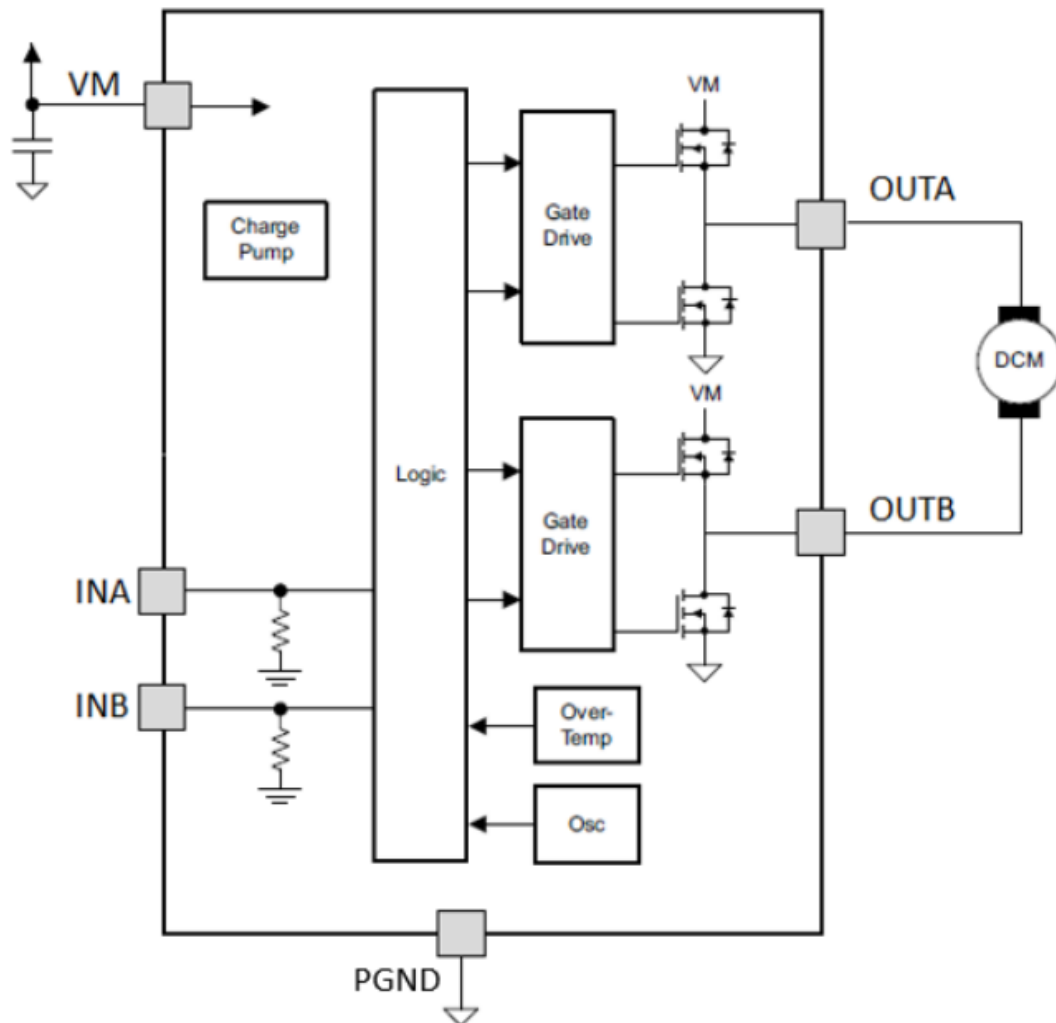 VM
VM
Charge
Pump
Gate
Drive
OUTA
DCM
VM
Logic
Gate
Drive
OUTB
INA
INB
Over-
Temp
Osc
PGND